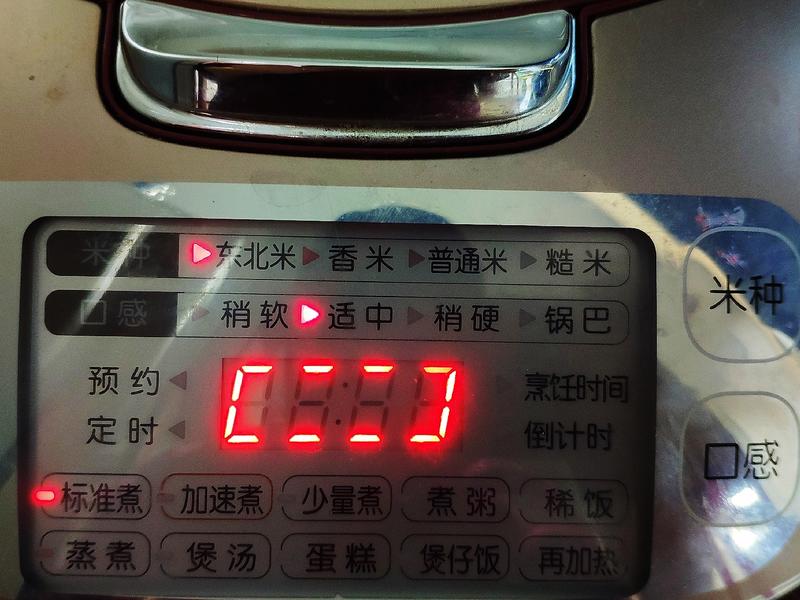 米种 东北米 香米 普通米 糙米
米种
口感 稍软 适中 稍硬 锅巴
预约 烹饪时间
定时 倒计时
口感
标准煮 加速煮 少量煮 煮粥 稀饭
蒸煮 煲汤 蛋糕 煲仔饭 再加热